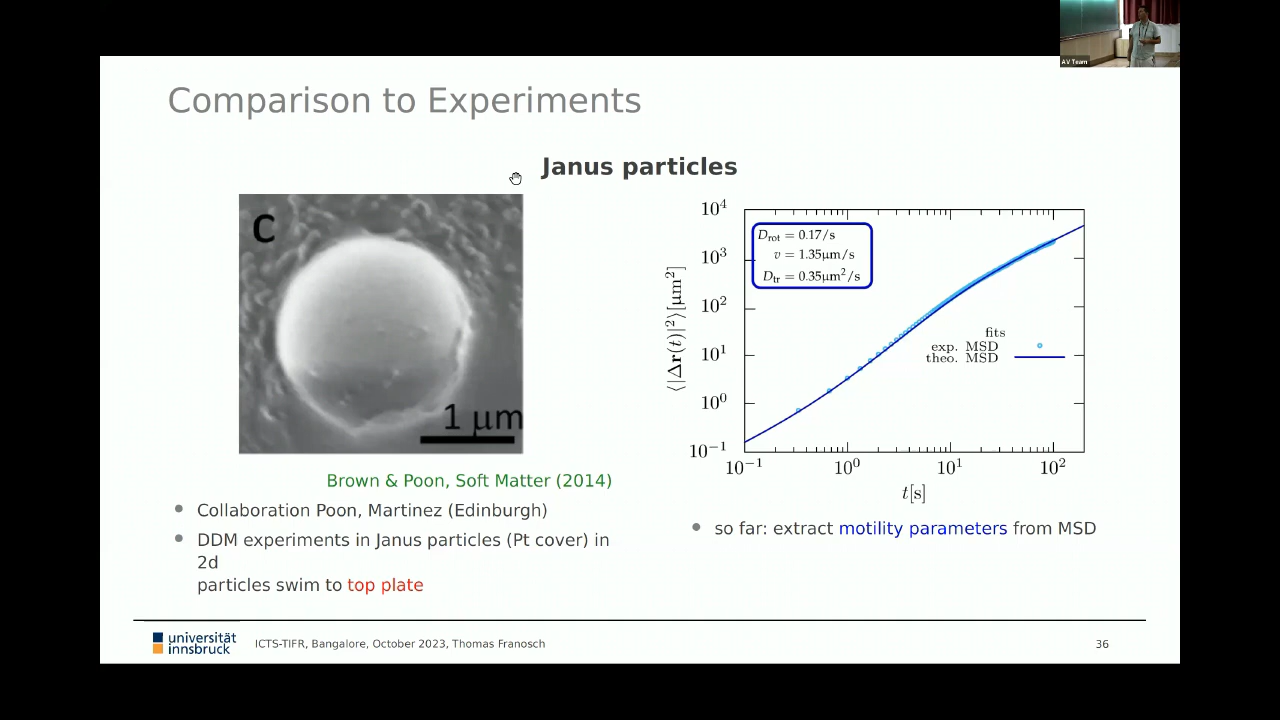 AV Team
Comparison to Experiments
Janus particles
C
1 μm
Brown & Poon, Soft Matter (2014)
• Collaboration Poon, Martinez (Edinburgh)
• DDM experiments in Janus particles (Pt cover) in
2d
particles swim to top plate
10⁴
10³
10²
10¹
10⁰
10⁻¹
⟨|Δr(t)|²⟩[μm²]
D_rot = 0.17/s
v = 1.35μm/s
D_tr = 0.35μm²/s
fits
exp. MSD
theo. MSD
10⁻¹ 10⁰ 10¹ 10²
t[s]
• so far: extract motility parameters from MSD
universität
innsbruck
ICTS-TIFR, Bangalore, October 2023, Thomas Franosch
36